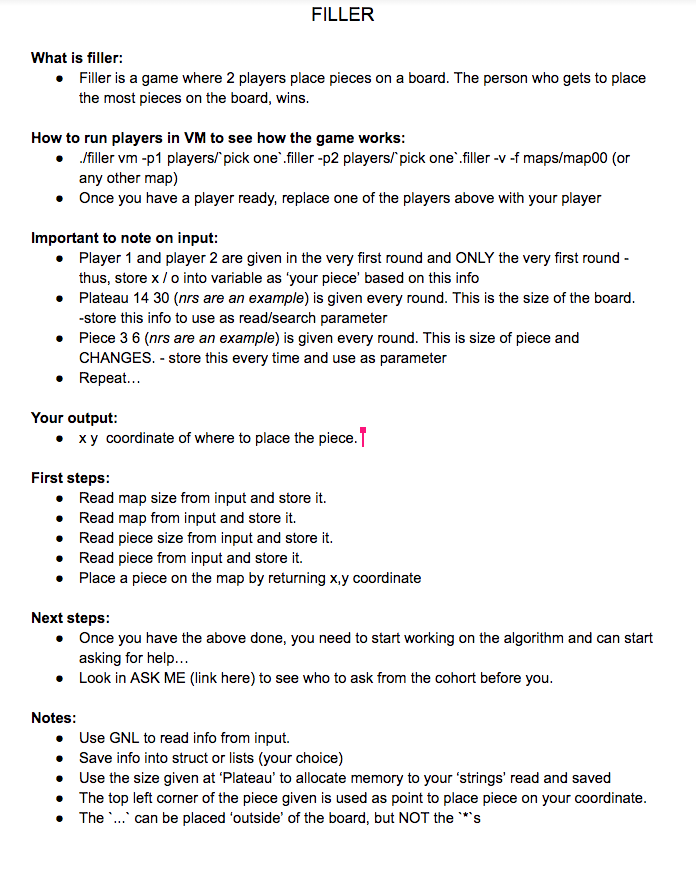 FILLER
What is filler:
● Filler is a game where 2 players place pieces on a board. The person who gets to place
the most pieces on the board, wins.
How to run players in VM to see how the game works:
● ./filler vm -p1 players/`pick one`.filler -p2 players/`pick one`.filler -v -f maps/map00 (or
any other map)
● Once you have a player ready, replace one of the players above with your player
Important to note on input:
● Player 1 and player 2 are given in the very first round and ONLY the very first round -
thus, store x / o into variable as ‘your piece’ based on this info
● Plateau 14 30 (nrs are an example) is given every round. This is the size of the board.
-store this info to use as read/search parameter
● Piece 3 6 (nrs are an example) is given every round. This is size of piece and
CHANGES. - store this every time and use as parameter
● Repeat…
Your output:
● x y  coordinate of where to place the piece.
First steps:
● Read map size from input and store it.
● Read map from input and store it.
● Read piece size from input and store it.
● Read piece from input and store it.
● Place a piece on the map by returning x,y coordinate
Next steps:
● Once you have the above done, you need to start working on the algorithm and can start
asking for help…
● Look in ASK ME (link here) to see who to ask from the cohort before you.
Notes:
● Use GNL to read info from input.
● Save info into struct or lists (your choice)
● Use the size given at ‘Plateau’ to allocate memory to your ‘strings’ read and saved
● The top left corner of the piece given is used as point to place piece on your coordinate.
● The `...` can be placed ‘outside’ of the board, but NOT the `*`s